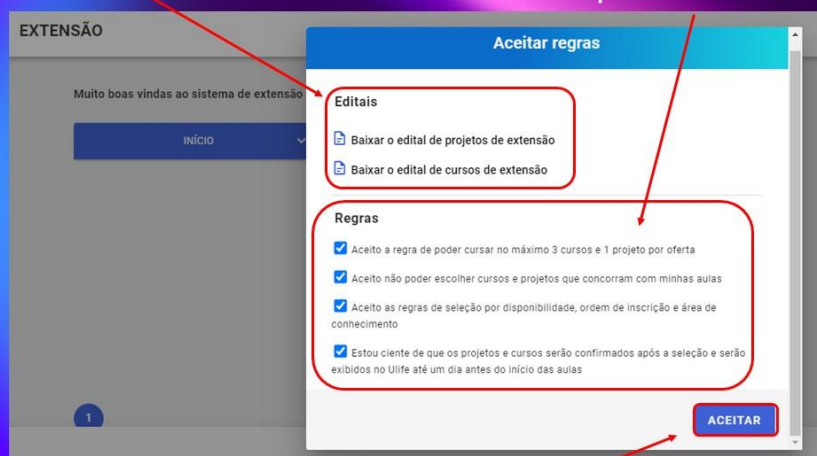 EXTENSÃO
Muito boas vindas ao sistema de extensão
INÍCIO
1
Aceitar regras
Editais
Baixar o edital de projetos de extensão
Baixar o edital de cursos de extensão
Regras
Aceito a regra de poder cursar no máximo 3 cursos e 1 projeto por oferta
Aceito não poder escolher cursos e projetos que concorram com minhas aulas
Aceito as regras de seleção por disponibilidade, ordem de inscrição e área de
conhecimento
Estou ciente de que os projetos e cursos serão confirmados após a seleção e serão
exibidos no Ulife até um dia antes do início das aulas
ACEITAR